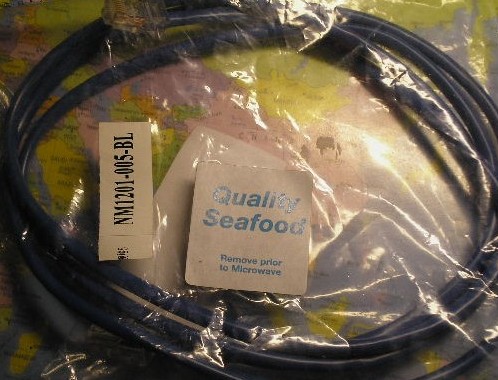 NM1201-005-BL
Quality
Seafood
Remove prior
to Microwave